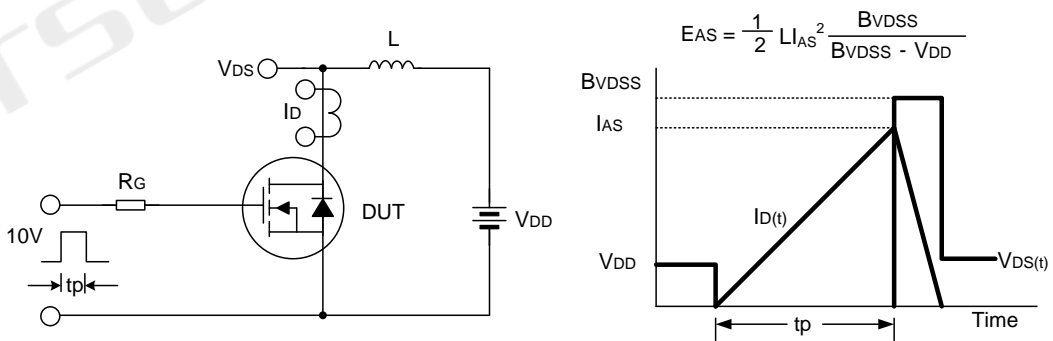 TSC
L
VDS
ID
RG
DUT
10V
tp
VDD
EAS = 1/2 LIAS² BVDSS / BVDSS - VDD
BVDSS
IAS
ID(t)
VDD
VDS(t)
tp
Time